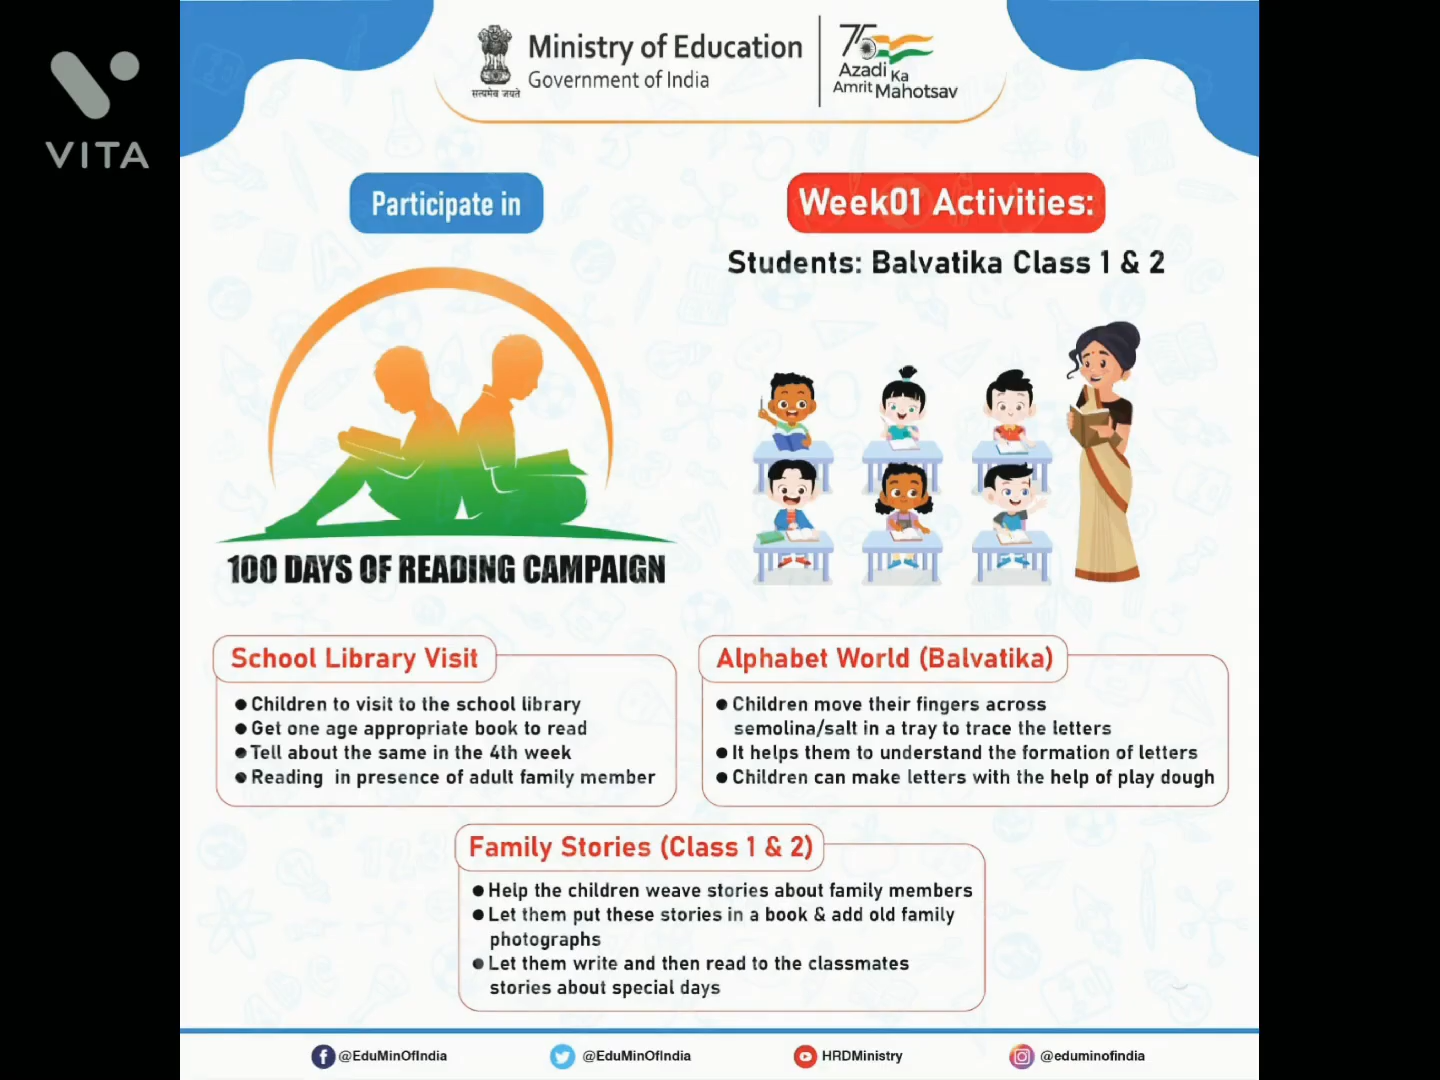 VITA
Ministry of Education
Government of India
सत्यमेव जयते
75
Azadi Ka
Amrit Mahotsav
Participate in
100 DAYS OF READING CAMPAIGN
Week01 Activities:
Students: Balvatika Class 1 & 2
School Library Visit
● Children to visit to the school library
● Get one age appropriate book to read
● Tell about the same in the 4th week
● Reading in presence of adult family member
Alphabet World (Balvatika)
● Children move their fingers across
semolina/salt in a tray to trace the letters
● It helps them to understand the formation of letters
● Children can make letters with the help of play dough
Family Stories (Class 1 & 2)
● Help the children weave stories about family members
● Let them put these stories in a book & add old family
photographs
● Let them write and then read to the classmates
stories about special days
@EduMinOfIndia
@EduMinOfIndia
HRDMinistry
@eduminofindia